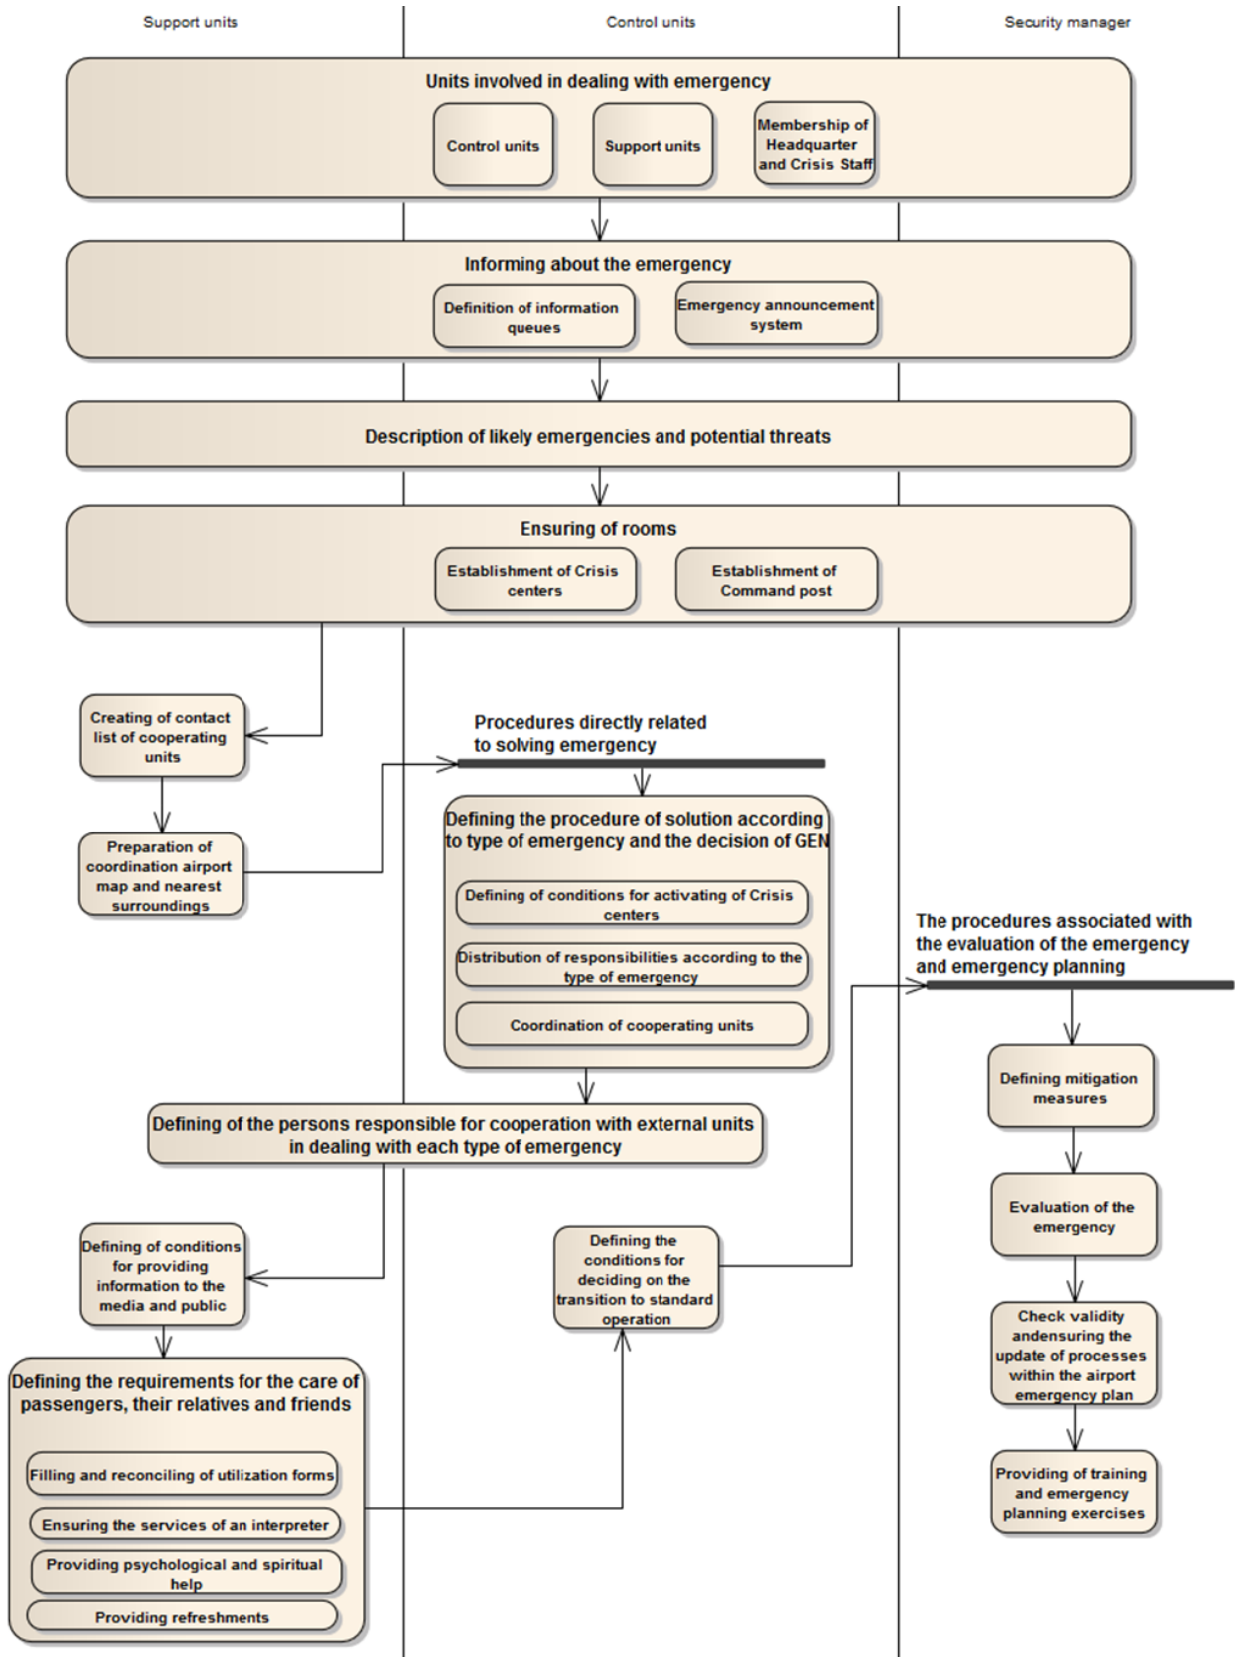 Support units
Control units
Security manager
Units involved in dealing with emergency
Control units
Support units
Membership of
Headquarter
and Crisis Staff
Informing about the emergency
Definition of information
queues
Emergency announcement
system
Description of likely emergencies and potential threats
Ensuring of rooms
Establishment of Crisis
centers
Establishment of
Command post
Creating of contact
list of cooperating
units
Preparation of
coordination airport
map and nearest
surroundings
Procedures directly related
to solving emergency
Defining the procedure of solution according
to type of emergency and the decision of GEN
Defining of conditions for activating of Crisis
centers
Distribution of responsibilities according to the
type of emergency
Coordination of cooperating units
Defining of the persons responsible for cooperation with external units
in dealing with each type of emergency
Defining of conditions
for providing
information to the
media and public
Defining the requirements for the care of
passengers, their relatives and friends
Filling and reconciling of utilization forms
Ensuring the services of an interpreter
Providing psychological and spiritual
help
Providing refreshments
Defining the
conditions for
deciding on the
transition to standard
operation
The procedures associated with
the evaluation of the emergency
and emergency planning
Defining mitigation
measures
Evaluation of the
emergency
Check validity
andensuring the
update of processes
within the airport
emergency plan
Providing of training
and emergency
planning exercises